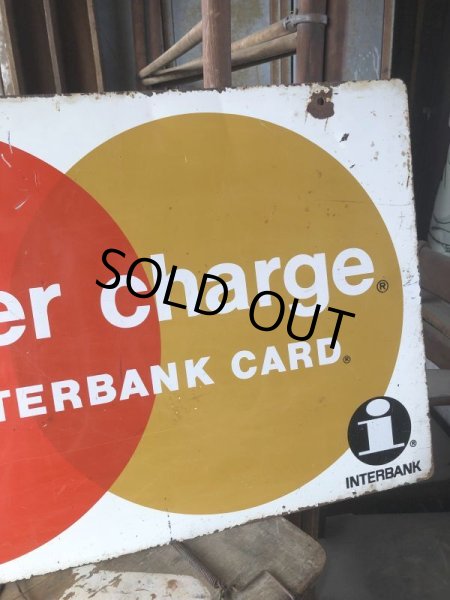 er charge®
TERBANK CARD®
SOLD OUT
i®
INTERBANK